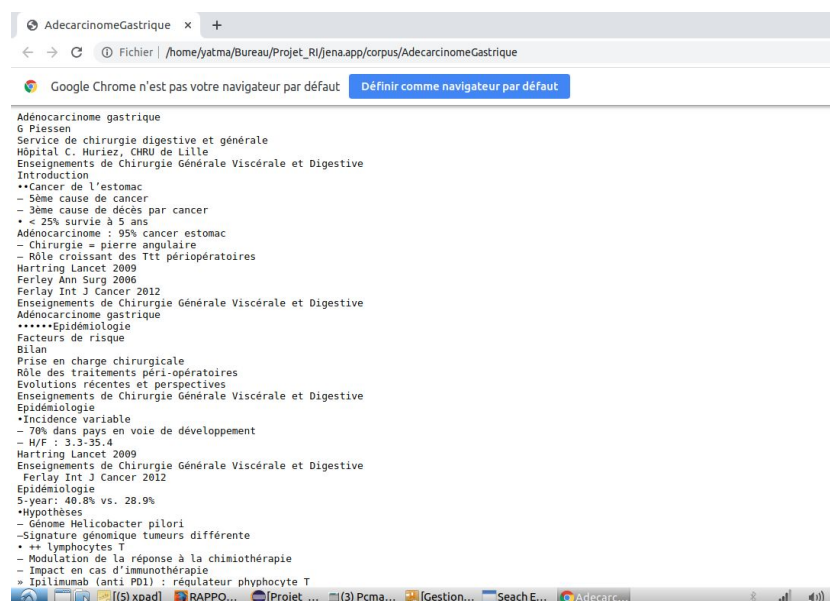 AdecarcinomeGastrique × +
Fichier | /home/yatma/Bureau/Projet_RI/jena.app/corpus/AdecarcinomeGastrique
Google Chrome n'est pas votre navigateur par défaut Définir comme navigateur par défaut
Adénocarcinome gastrique
G Piessen
Service de chirurgie digestive et générale
Hôpital C. Huriez, CHRU de Lille
Enseignements de Chirurgie Générale Viscérale et Digestive
Introduction
••Cancer de l'estomac
– 5ème cause de cancer
– 3ème cause de décès par cancer
• < 25% survie à 5 ans
Adénocarcinome : 95% cancer estomac
– Chirurgie = pierre angulaire
– Rôle croissant des Ttt périopératoires
Hartring Lancet 2009
Ferley Ann Surg 2006
Ferlay Int J Cancer 2012
Enseignements de Chirurgie Générale Viscérale et Digestive
Adénocarcinome gastrique
••••••Epidémiologie
Facteurs de risque
Bilan
Prise en charge chirurgicale
Rôle des traitements péri-opératoires
Evolutions récentes et perspectives
Enseignements de Chirurgie Générale Viscérale et Digestive
Epidémiologie
•Incidence variable
– 70% dans pays en voie de développement
– H/F : 3.3-35.4
Hartring Lancet 2009
Enseignements de Chirurgie Générale Viscérale et Digestive
Ferlay Int J Cancer 2012
Epidémiologie
5-year: 40.8% vs. 28.9%
•Hypothèses
– Génome Helicobacter pilori
–Signature génomique tumeurs différente
• ++ lymphocytes T
– Modulation de la réponse à la chimiothérapie
– Impact en cas d'immunothérapie
» Ipilimumab (anti PD1) : régulateur phyphocyte T
[(5) xpad] RAPPO... [Projet_... (3) Pcma... [Gestion... Seach E... Adecarc...